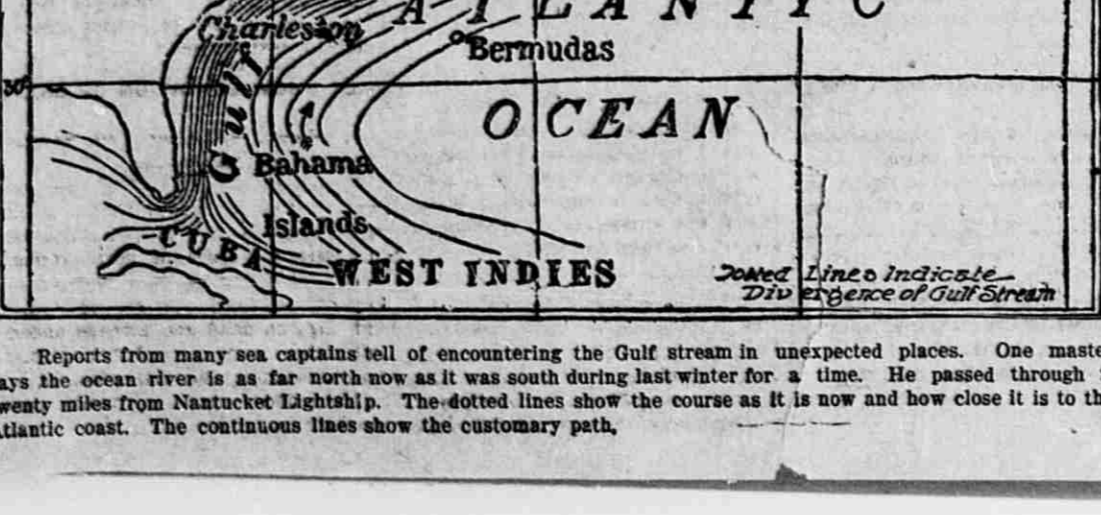 Charleston
ATLANTIC
Bermudas
30°
Gulf
OCEAN
Bahama
Islands
CUBA
WEST INDIES
Dotted Lines Indicate
Divergence of Gulf Stream
Reports from many sea captains tell of encountering the Gulf stream in unexpected places. One maste
ays the ocean river is as far north now as it was south during last winter for a time. He passed through
wenty miles from Nantucket Lightship. The dotted lines show the course as it is now and how close it is to th
tlantic coast. The continuous lines show the customary path,